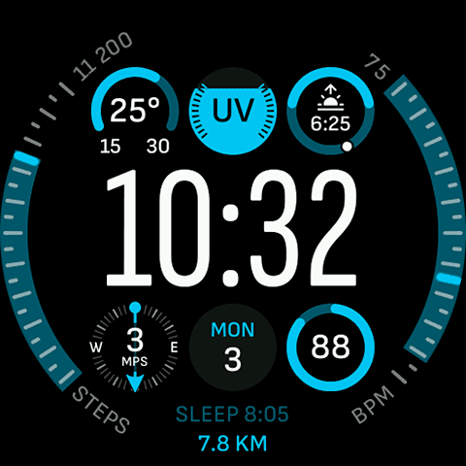 11 200
75
25°
15 30
UV
6:25
10:32
W 3 E
MPS
MON
3
88
STEPS
BPM
SLEEP 8:05
7.8 KM